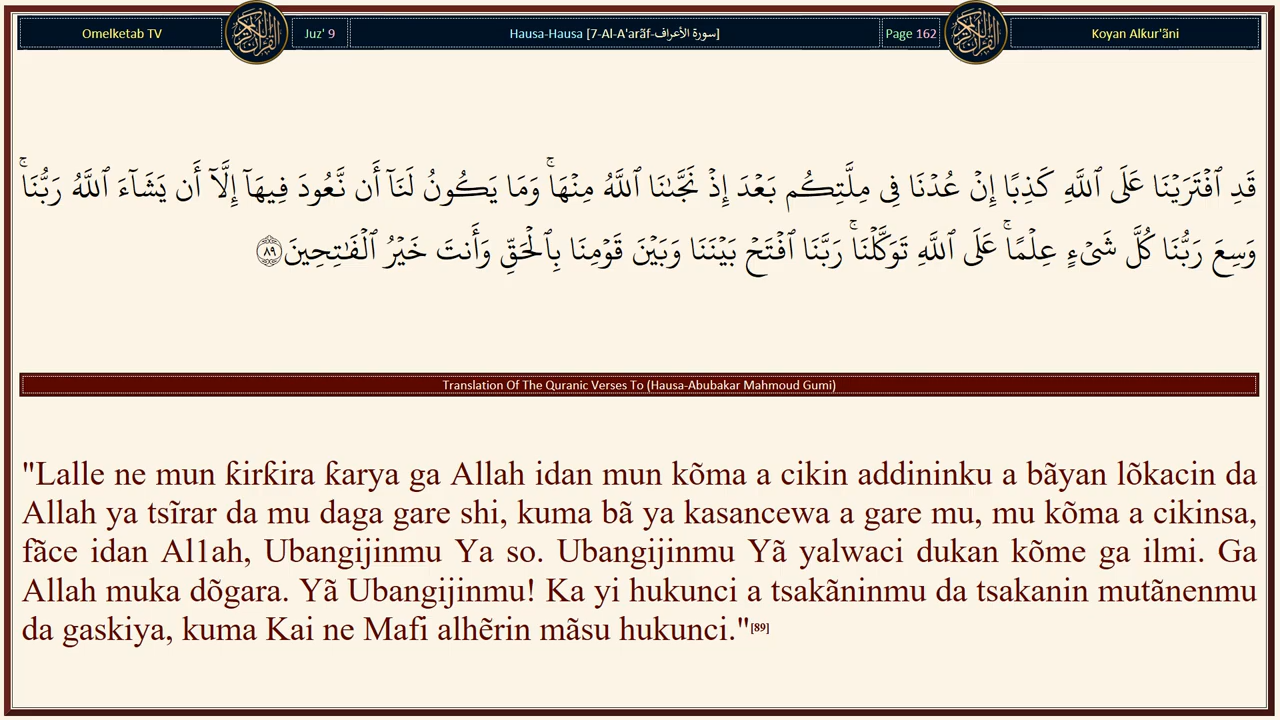 Omelketab TV
Juz' 9
Hausa-Hausa [7-Al-A'arãf-سورة الأعراف]
Page 162
Koyan Alƙur'ãni
قَدِ ٱفْتَرَيْنَا عَلَى ٱللَّهِ كَذِبًا إِنْ عُدْنَا فِى مِلَّتِكُم بَعْدَ إِذْ نَجَّىٰنَا ٱللَّهُ مِنْهَا ۚ وَمَا يَكُونُ لَنَآ أَن نَّعُودَ فِيهَآ إِلَّآ أَن يَشَآءَ ٱللَّهُ رَبُّنَا ۚ
وَسِعَ رَبُّنَا كُلَّ شَىْءٍ عِلْمًا ۚ عَلَى ٱللَّهِ تَوَكَّلْنَا ۚ رَبَّنَا ٱفْتَحْ بَيْنَنَا وَبَيْنَ قَوْمِنَا بِٱلْحَقِّ وَأَنتَ خَيْرُ ٱلْفَـٰتِحِينَ ٨٩
Translation Of The Quranic Verses To (Hausa-Abubakar Mahmoud Gumi)
"Lalle ne mun ƙirƙira ƙarya ga Allah idan mun kõma a cikin addininku a bãyan lõkacin da
Allah ya tsĩrar da mu daga gare shi, kuma bã ya kasancewa a gare mu, mu kõma a cikinsa,
fãce idan Al1ah, Ubangijinmu Ya so. Ubangijinmu Yã yalwaci dukan kõme ga ilmi. Ga
Allah muka dõgara. Yã Ubangijinmu! Ka yi hukunci a tsakãninmu da tsakanin mutãnenmu
da gaskiya, kuma Kai ne Mafi alhẽrin mãsu hukunci."[89]